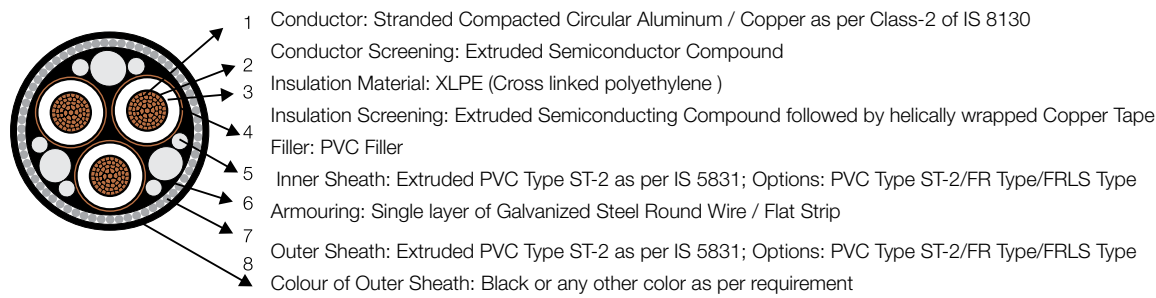 1 Conductor: Stranded Compacted Circular Aluminum / Copper as per Class-2 of IS 8130
2 Conductor Screening: Extruded Semiconductor Compound
3 Insulation Material: XLPE (Cross linked polyethylene )
4 Insulation Screening: Extruded Semiconducting Compound followed by helically wrapped Copper Tape
5 Filler: PVC Filler
6 Inner Sheath: Extruded PVC Type ST-2 as per IS 5831; Options: PVC Type ST-2/FR Type/FRLS Type
7 Armouring: Single layer of Galvanized Steel Round Wire / Flat Strip
8 Outer Sheath: Extruded PVC Type ST-2 as per IS 5831; Options: PVC Type ST-2/FR Type/FRLS Type
Colour of Outer Sheath: Black or any other color as per requirement